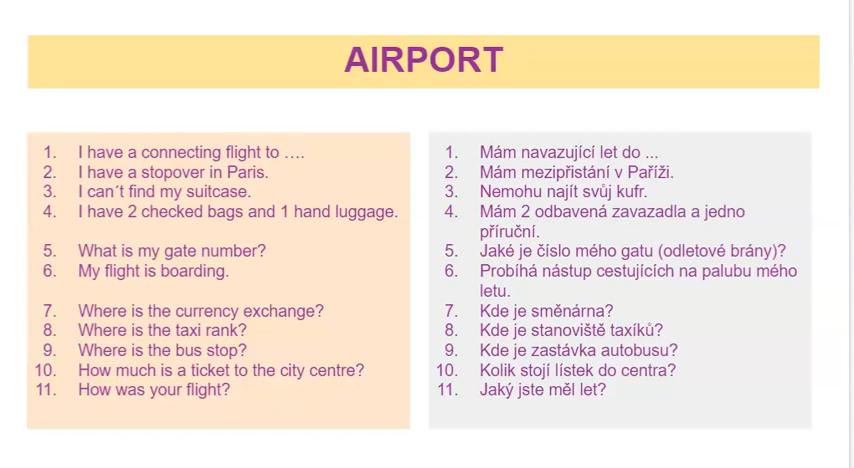 AIRPORT
1. I have a connecting flight to ….
2. I have a stopover in Paris.
3. I can´t find my suitcase.
4. I have 2 checked bags and 1 hand luggage.
5. What is my gate number?
6. My flight is boarding.
7. Where is the currency exchange?
8. Where is the taxi rank?
9. Where is the bus stop?
10. How much is a ticket to the city centre?
11. How was your flight?
1. Mám navazující let do ...
2. Mám mezipřistání v Paříži.
3. Nemohu najít svůj kufr.
4. Mám 2 odbavená zavazadla a jedno
příruční.
5. Jaké je číslo mého gatu (odletové brány)?
6. Probíhá nástup cestujících na palubu mého
letu.
7. Kde je směnárna?
8. Kde je stanoviště taxíků?
9. Kde je zastávka autobusu?
10. Kolik stojí lístek do centra?
11. Jaký jste měl let?